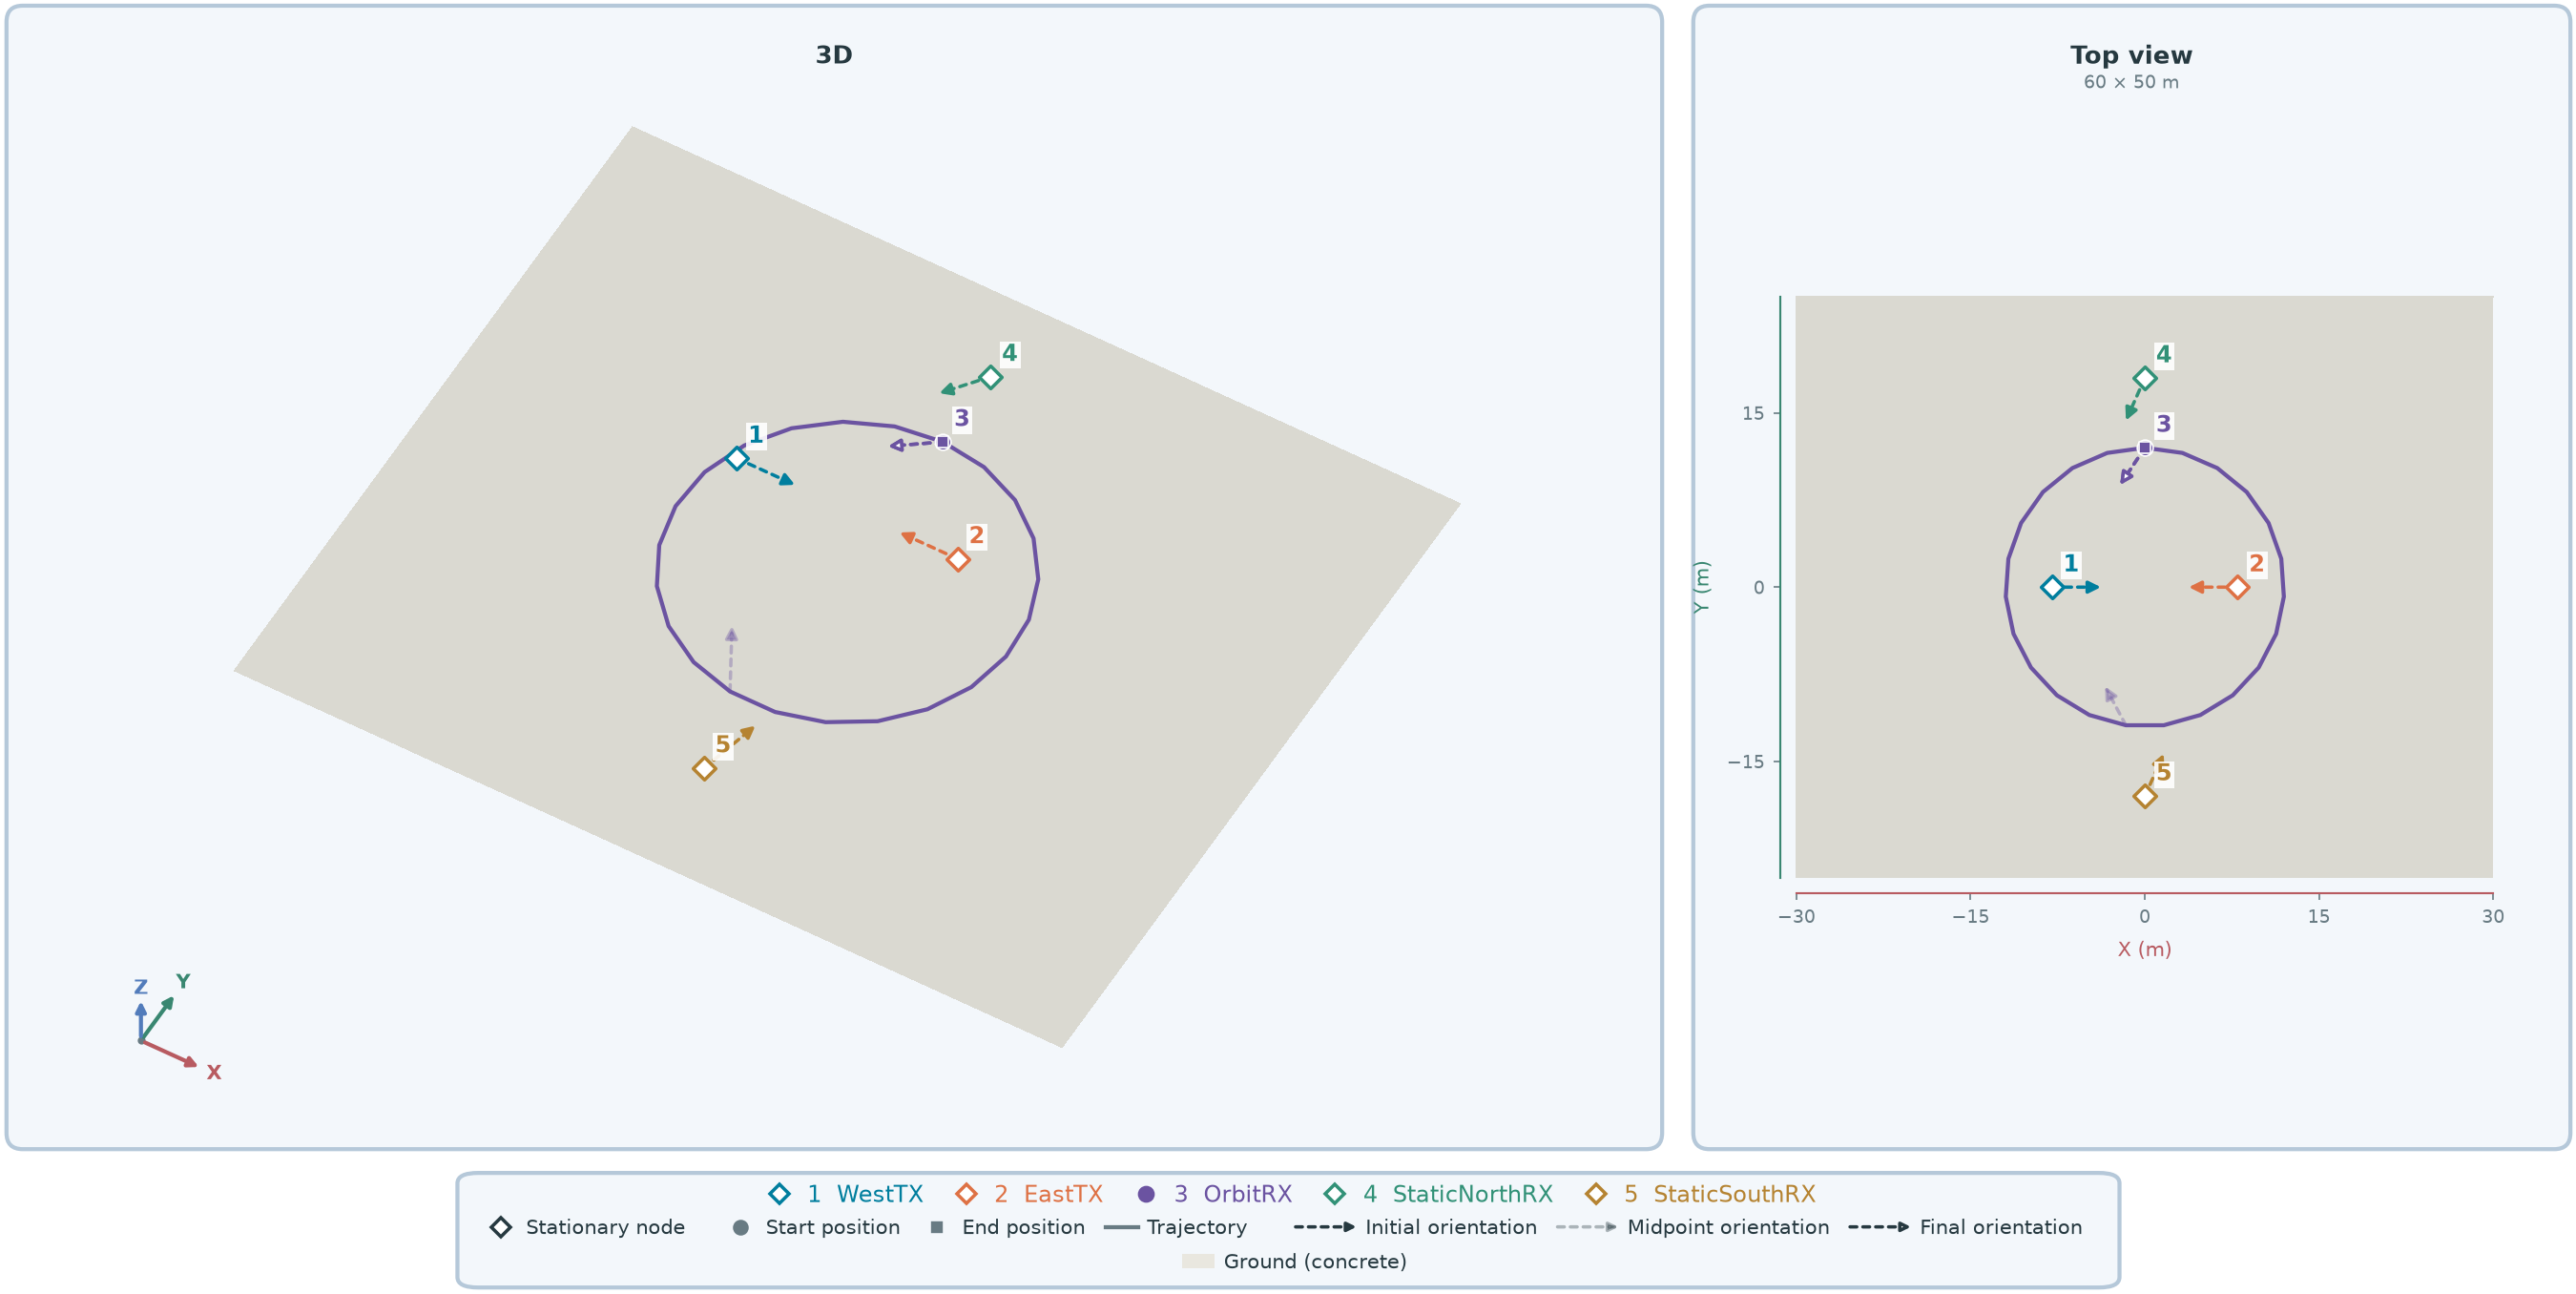 3D
4
3
1
2
5
Z
Y
X
Top view
60 × 50 m
4
3
1
2
5
15
0
−15
Y (m)
−30
−15
0
15
30
X (m)
1 WestTX
2 EastTX
3 OrbitRX
4 StaticNorthRX
5 StaticSouthRX
Stationary node
Start position
End position
Trajectory
Initial orientation
Midpoint orientation
Final orientation
Ground (concrete)